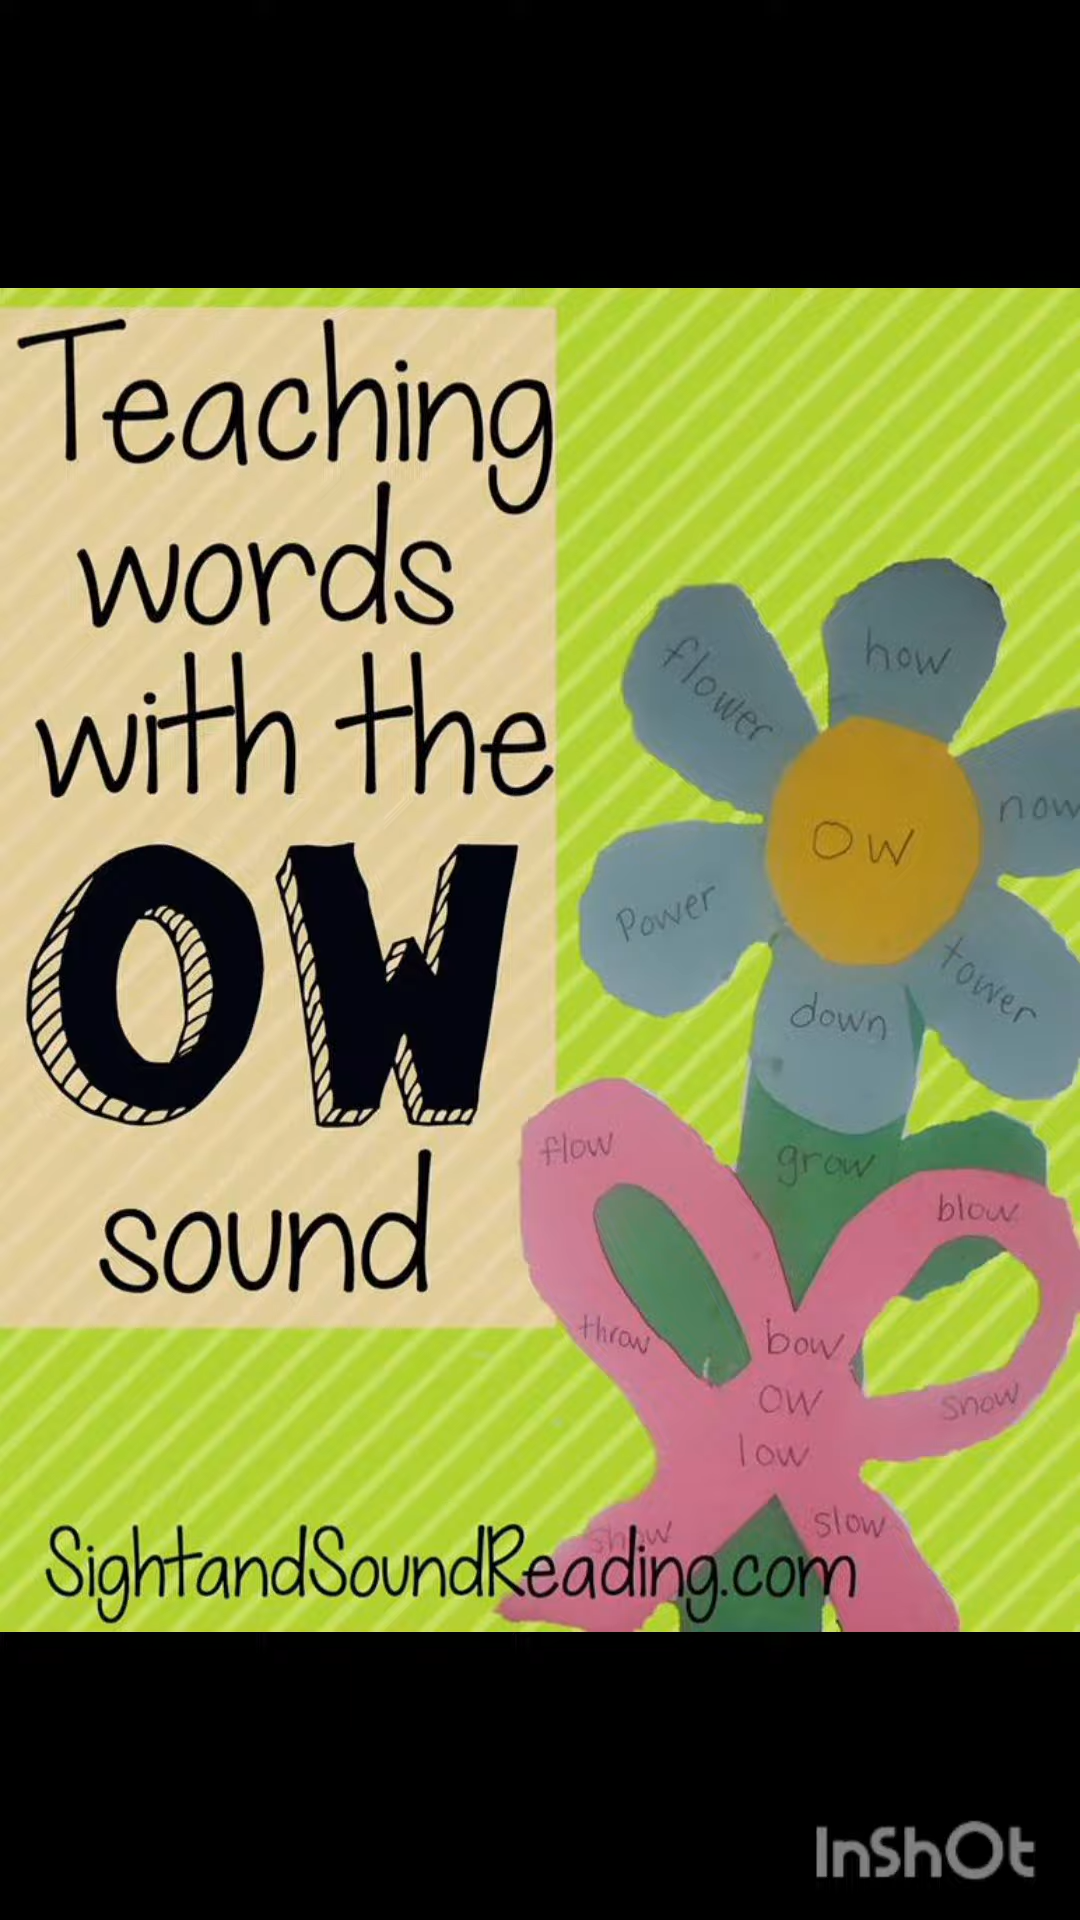 Teaching
words
with the
OW
sound
flower
how
now
OW
Power
tower
down
flow
grow
blow
throw
bow
OW
low
snow
show
slow
SightandSoundReading.com
InShOt